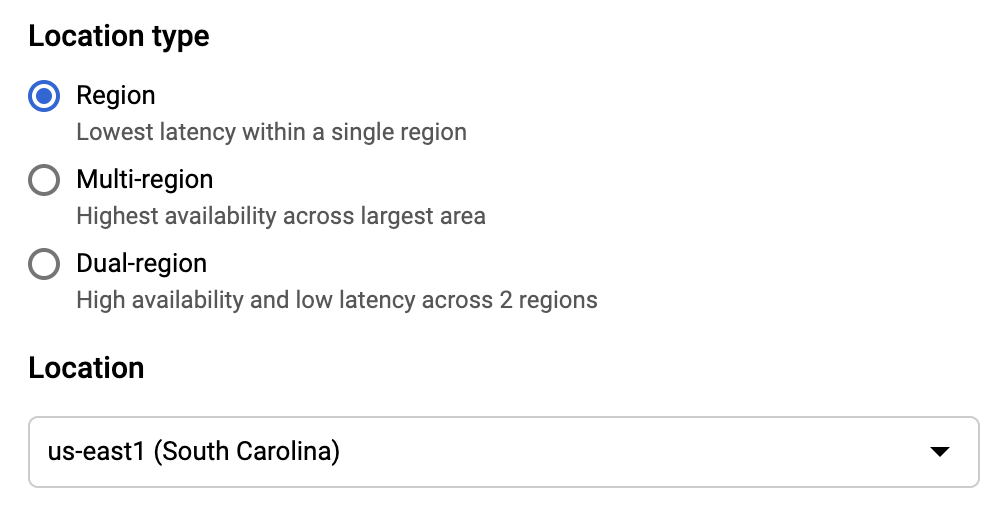 Location type
Region
Lowest latency within a single region
Multi-region
Highest availability across largest area
Dual-region
High availability and low latency across 2 regions
Location
us-east1 (South Carolina)